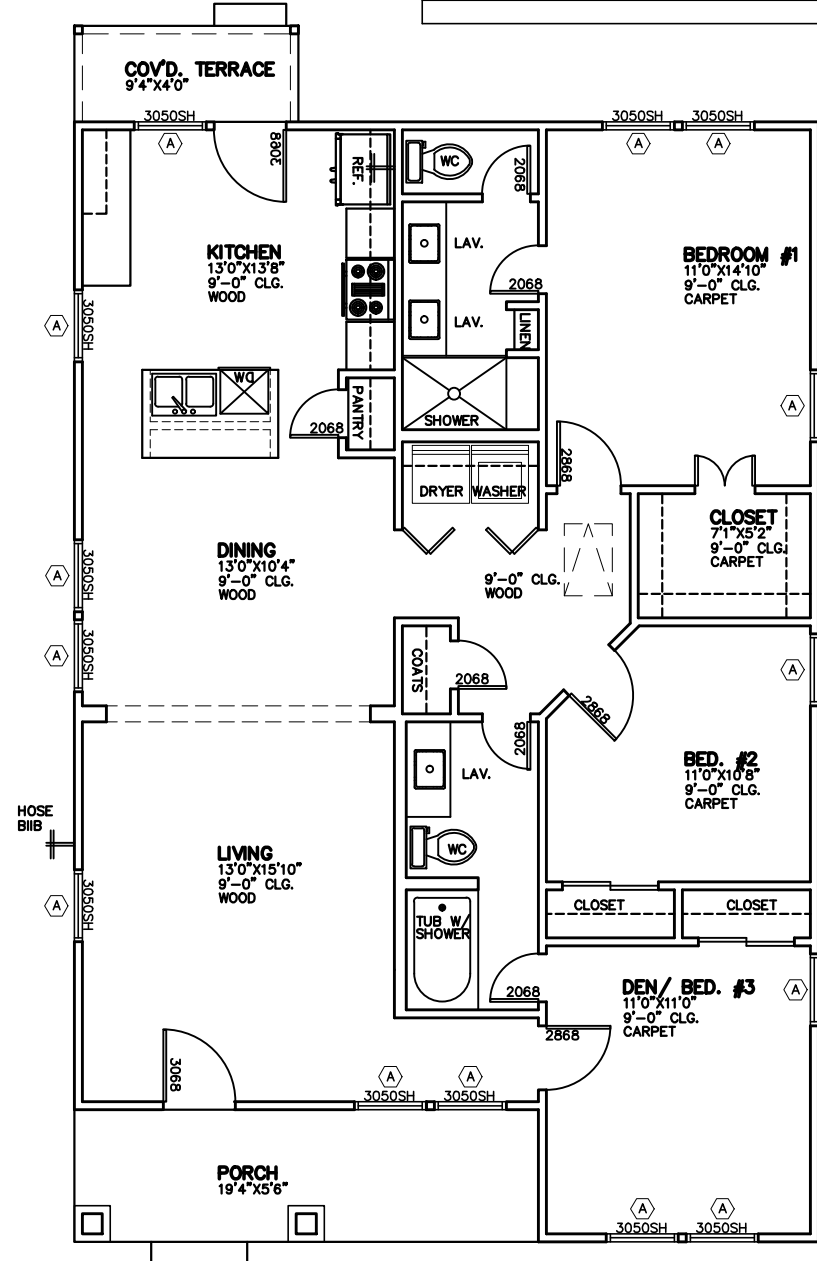 COV'D. TERRACE
9'4"X4'0"
3050SH
A
3068
REF.
WC
2068
3050SH
3050SH
A
A
LAV.
KITCHEN
13'0"X13'8"
9'-0" CLG.
WOOD
BEDROOM #1
11'0"X14'10"
9'-0" CLG.
CARPET
2068
A
3050SH
LAV.
LINEN
DW
PANTRY
2068
SHOWER
A
2868
DRYER
WASHER
CLOSET
7'1"X5'2"
9'-0" CLG.
CARPET
DINING
13'0"X10'4"
9'-0" CLG.
WOOD
A
3050SH
9'-0" CLG.
WOOD
A
3050SH
COATS
2068
A
2868
2068
LAV.
BED. #2
11'0"X10'8"
9'-0" CLG.
CARPET
HOSE
BIIB
LIVING
13'0"X15'10"
9'-0" CLG.
WOOD
WC
A
3050SH
CLOSET
CLOSET
TUB W/
SHOWER
2068
DEN/ BED. #3
11'0"X11'0"
9'-0" CLG.
CARPET
A
2868
3068
A
A
3050SH
3050SH
PORCH
19'4"X5'6"
A
A
3050SH
3050SH